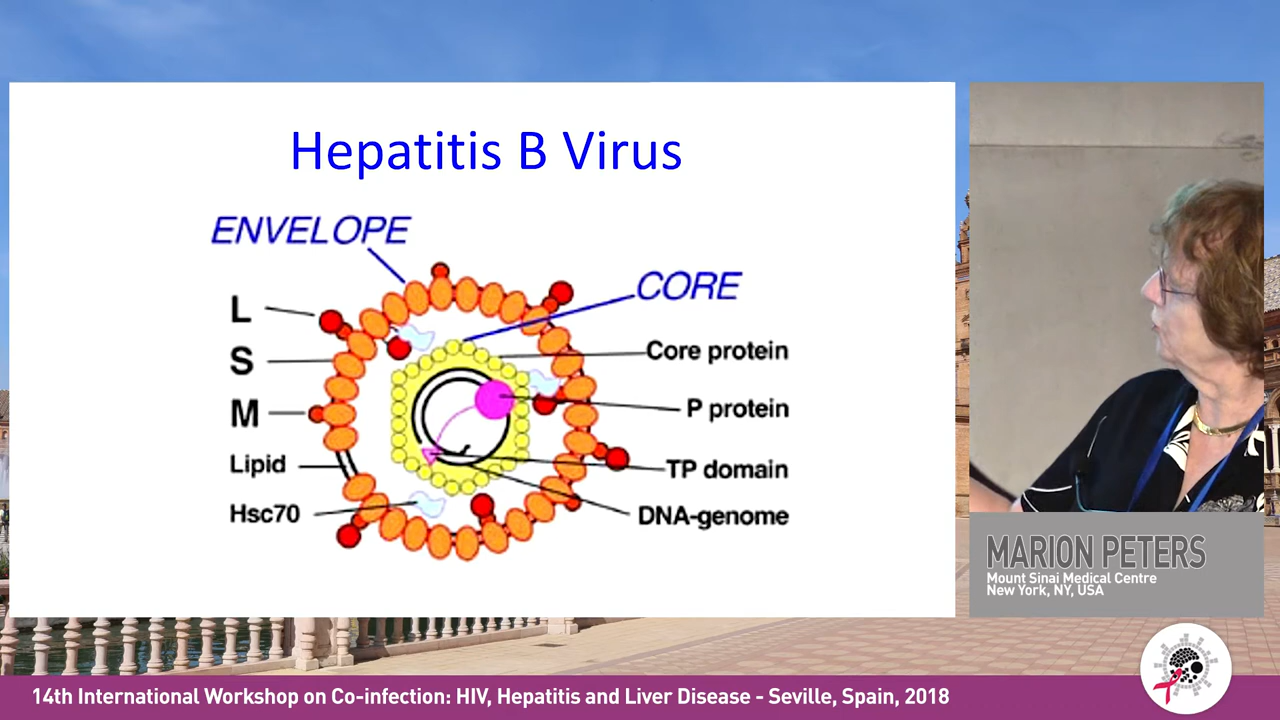 Hepatitis B Virus
ENVELOPE
CORE
L
S
M
Lipid
Hsc70
Core protein
P protein
TP domain
DNA-genome
MARION PETERS
Mount Sinai Medical Centre
New York, NY, USA
14th International Workshop on Co-infection: HIV, Hepatitis and Liver Disease - Seville, Spain, 2018